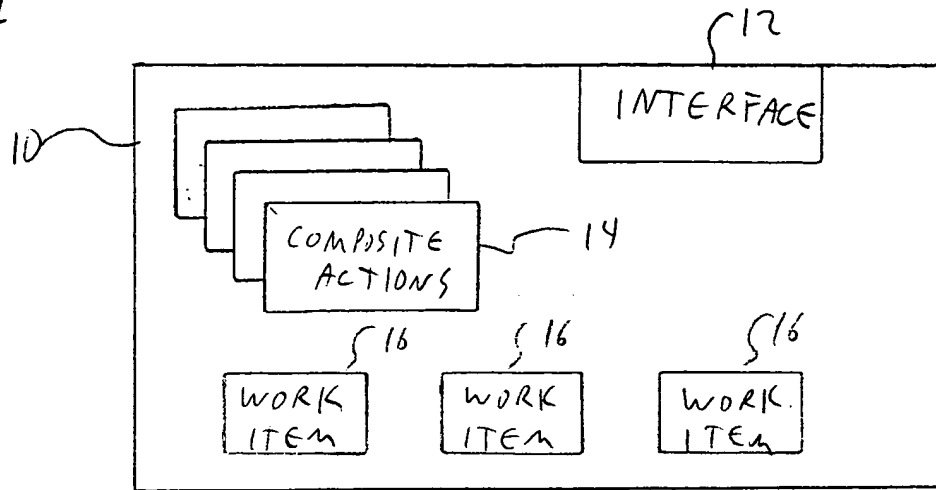 12
INTERFACE
10
COMPOSITE
ACTIONS
14
16
16
16
WORK
ITEM
WORK
ITEM
WORK.
ITEM